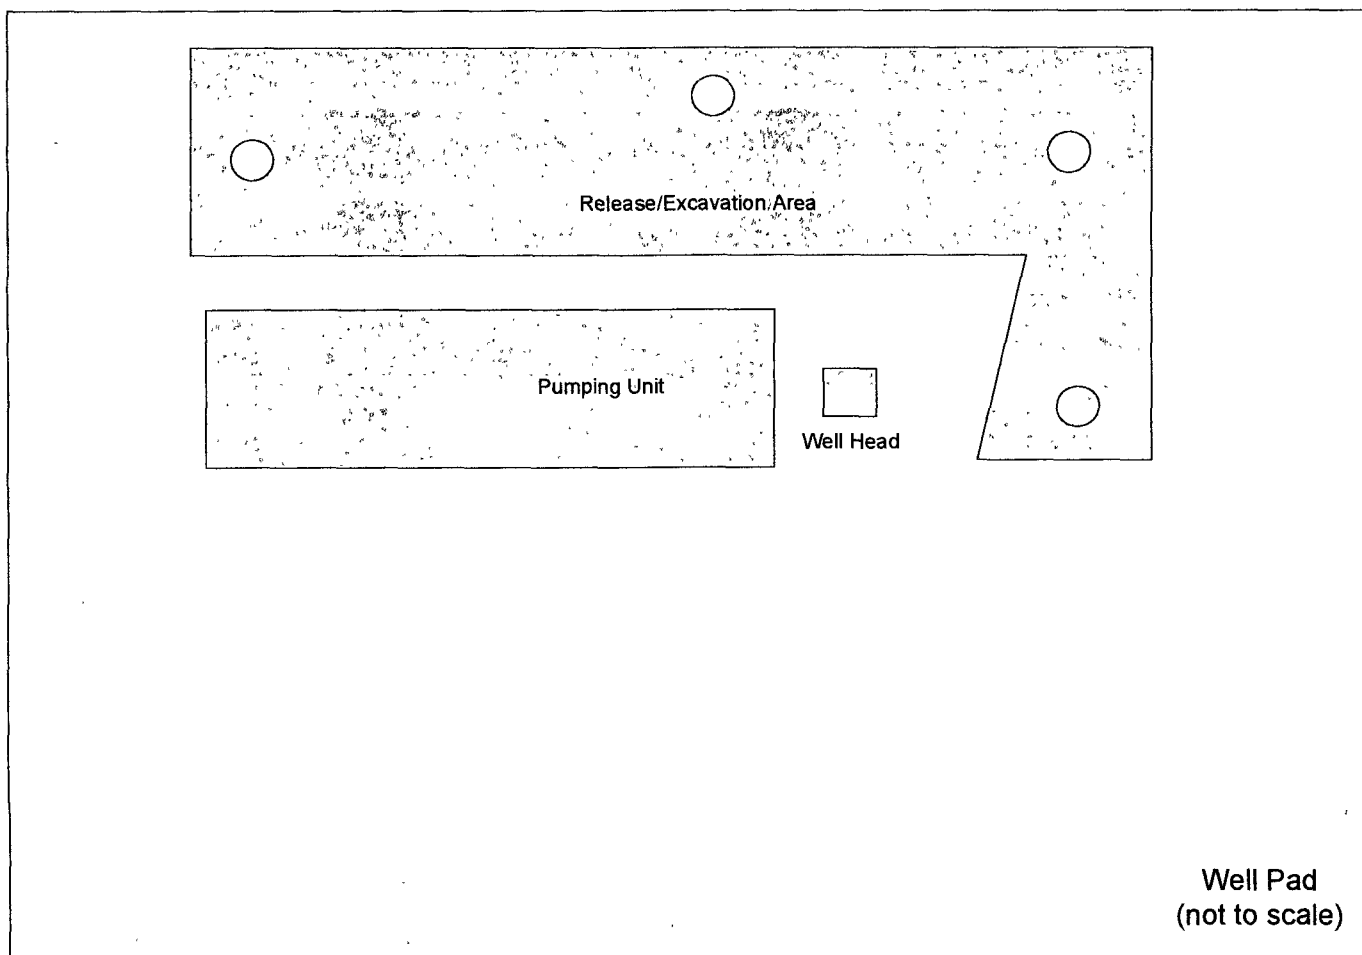 Release/Excavation Area
Pumping Unit
Well Head
Well Pad
(not to scale)